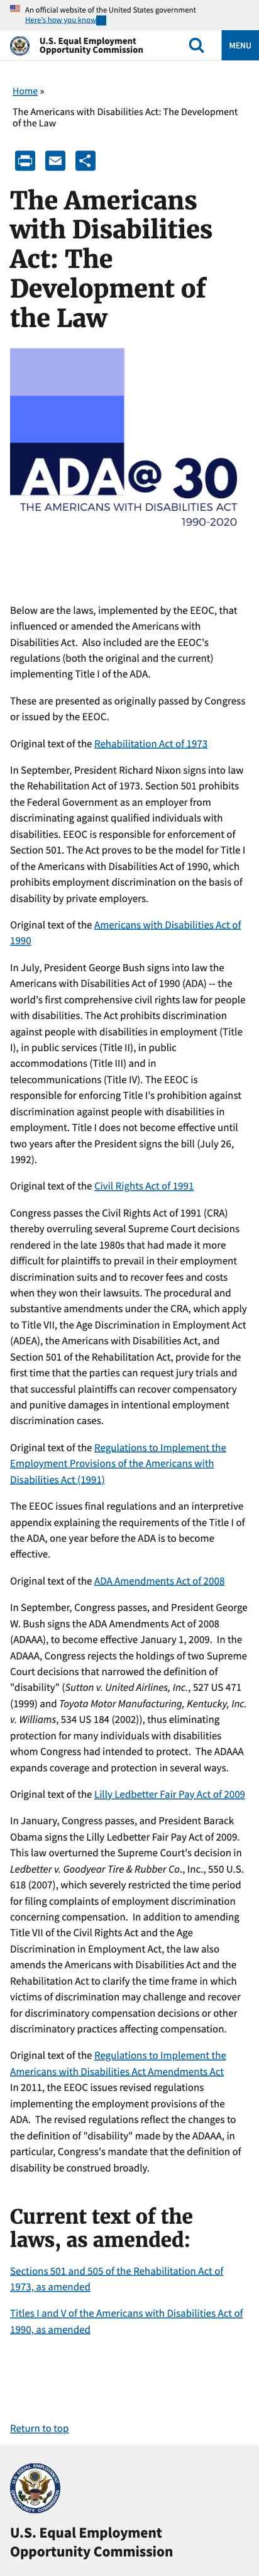 An official website of the United States government
Here's how you know
U.S. Equal Employment
Opportunity Commission
MENU
Home »
The Americans with Disabilities Act: The Development
of the Law
The Americans
with Disabilities
Act: The
Development of
the Law
ADA@ 30
THE AMERICANS WITH DISABILITIES ACT
1990-2020
Below are the laws, implemented by the EEOC, that
influenced or amended the Americans with
Disabilities Act.  Also included are the EEOC's
regulations (both the original and the current)
implementing Title I of the ADA.
These are presented as originally passed by Congress
or issued by the EEOC.
Original text of the Rehabilitation Act of 1973
In September, President Richard Nixon signs into law
the Rehabilitation Act of 1973. Section 501 prohibits
the Federal Government as an employer from
discriminating against qualified individuals with
disabilities. EEOC is responsible for enforcement of
Section 501. The Act proves to be the model for Title I
of the Americans with Disabilities Act of 1990, which
prohibits employment discrimination on the basis of
disability by private employers.
Original text of the Americans with Disabilities Act of
1990
In July, President George Bush signs into law the
Americans with Disabilities Act of 1990 (ADA) -- the
world's first comprehensive civil rights law for people
with disabilities. The Act prohibits discrimination
against people with disabilities in employment (Title
I), in public services (Title II), in public
accommodations (Title III) and in
telecommunications (Title IV). The EEOC is
responsible for enforcing Title I's prohibition against
discrimination against people with disabilities in
employment. Title I does not become effective until
two years after the President signs the bill (July 26,
1992).
Original text of the Civil Rights Act of 1991
Congress passes the Civil Rights Act of 1991 (CRA)
thereby overruling several Supreme Court decisions
rendered in the late 1980s that had made it more
difficult for plaintiffs to prevail in their employment
discrimination suits and to recover fees and costs
when they won their lawsuits. The procedural and
substantive amendments under the CRA, which apply
to Title VII, the Age Discrimination in Employment Act
(ADEA), the Americans with Disabilities Act, and
Section 501 of the Rehabilitation Act, provide for the
first time that the parties can request jury trials and
that successful plaintiffs can recover compensatory
and punitive damages in intentional employment
discrimination cases.
Original text of the Regulations to Implement the
Employment Provisions of the Americans with
Disabilities Act (1991)
The EEOC issues final regulations and an interpretive
appendix explaining the requirements of the Title I of
the ADA, one year before the ADA is to become
effective.
Original text of the ADA Amendments Act of 2008
In September, Congress passes, and President George
W. Bush signs the ADA Amendments Act of 2008
(ADAAA), to become effective January 1, 2009.  In the
ADAAA, Congress rejects the holdings of two Supreme
Court decisions that narrowed the definition of
"disability" (Sutton v. United Airlines, Inc., 527 US 471
(1999) and Toyota Motor Manufacturing, Kentucky, Inc.
v. Williams, 534 US 184 (2002)), thus eliminating
protection for many individuals with disabilities
whom Congress had intended to protect.  The ADAAA
expands coverage and protection in several ways.
Original text of the Lilly Ledbetter Fair Pay Act of 2009
In January, Congress passes, and President Barack
Obama signs the Lilly Ledbetter Fair Pay Act of 2009.
This law overturned the Supreme Court's decision in
Ledbetter v. Goodyear Tire & Rubber Co., Inc., 550 U.S.
618 (2007), which severely restricted the time period
for filing complaints of employment discrimination
concerning compensation.  In addition to amending
Title VII of the Civil Rights Act and the Age
Discrimination in Employment Act, the law also
amends the Americans with Disabilities Act and the
Rehabilitation Act to clarify the time frame in which
victims of discrimination may challenge and recover
for discriminatory compensation decisions or other
discriminatory practices affecting compensation.
Original text of the Regulations to Implement the
Americans with Disabilities Act Amendments Act
In 2011, the EEOC issues revised regulations
implementing the employment provisions of the
ADA.  The revised regulations reflect the changes to
the definition of "disability" made by the ADAAA, in
particular, Congress's mandate that the definition of
disability be construed broadly.
Current text of the
laws, as amended:
Sections 501 and 505 of the Rehabilitation Act of
1973, as amended
Titles I and V of the Americans with Disabilities Act of
1990, as amended
Return to top
U.S. Equal Employment
Opportunity Commission